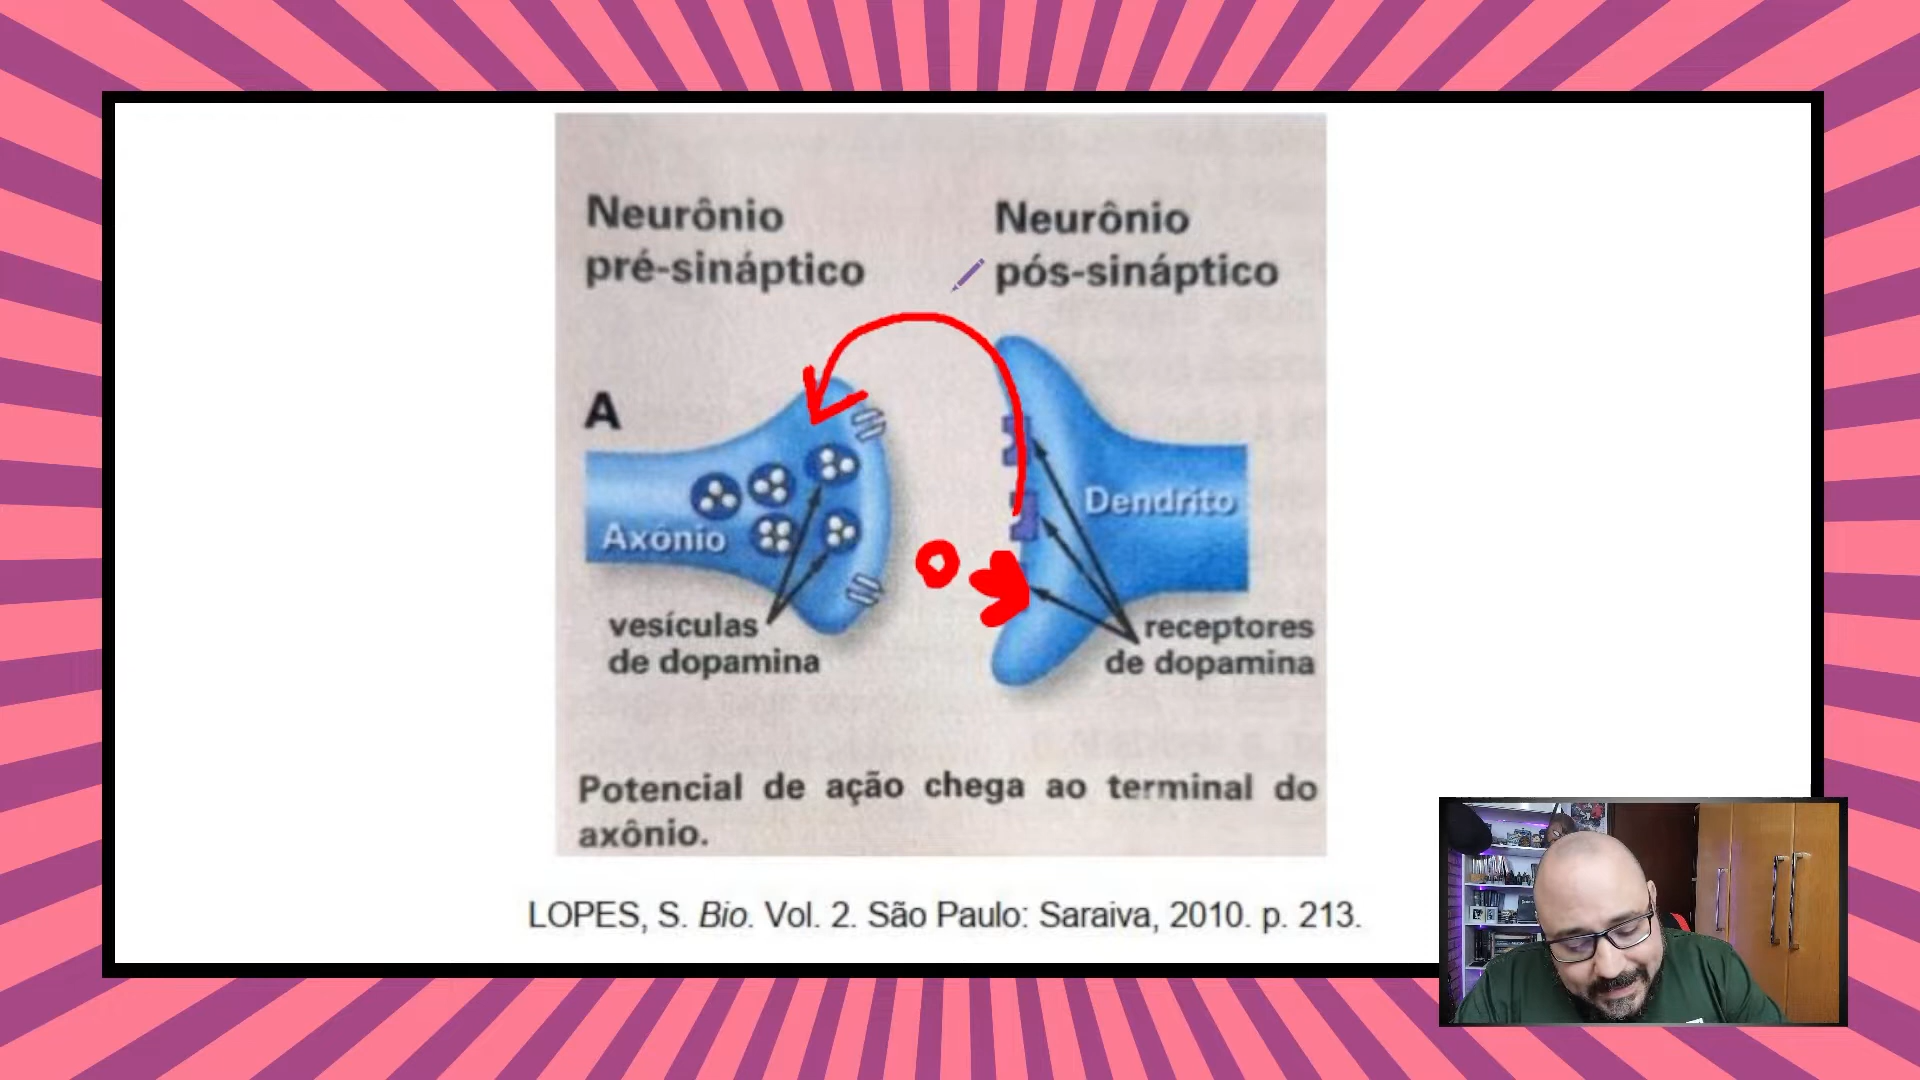 Neurônio
pré-sináptico
Neurônio
pós-sináptico
A
Axônio
Dendrito
vesículas
de dopamina
receptores
de dopamina
Potencial de ação chega ao terminal do
axônio.
LOPES, S. Bio. Vol. 2. São Paulo: Saraiva, 2010. p. 213.